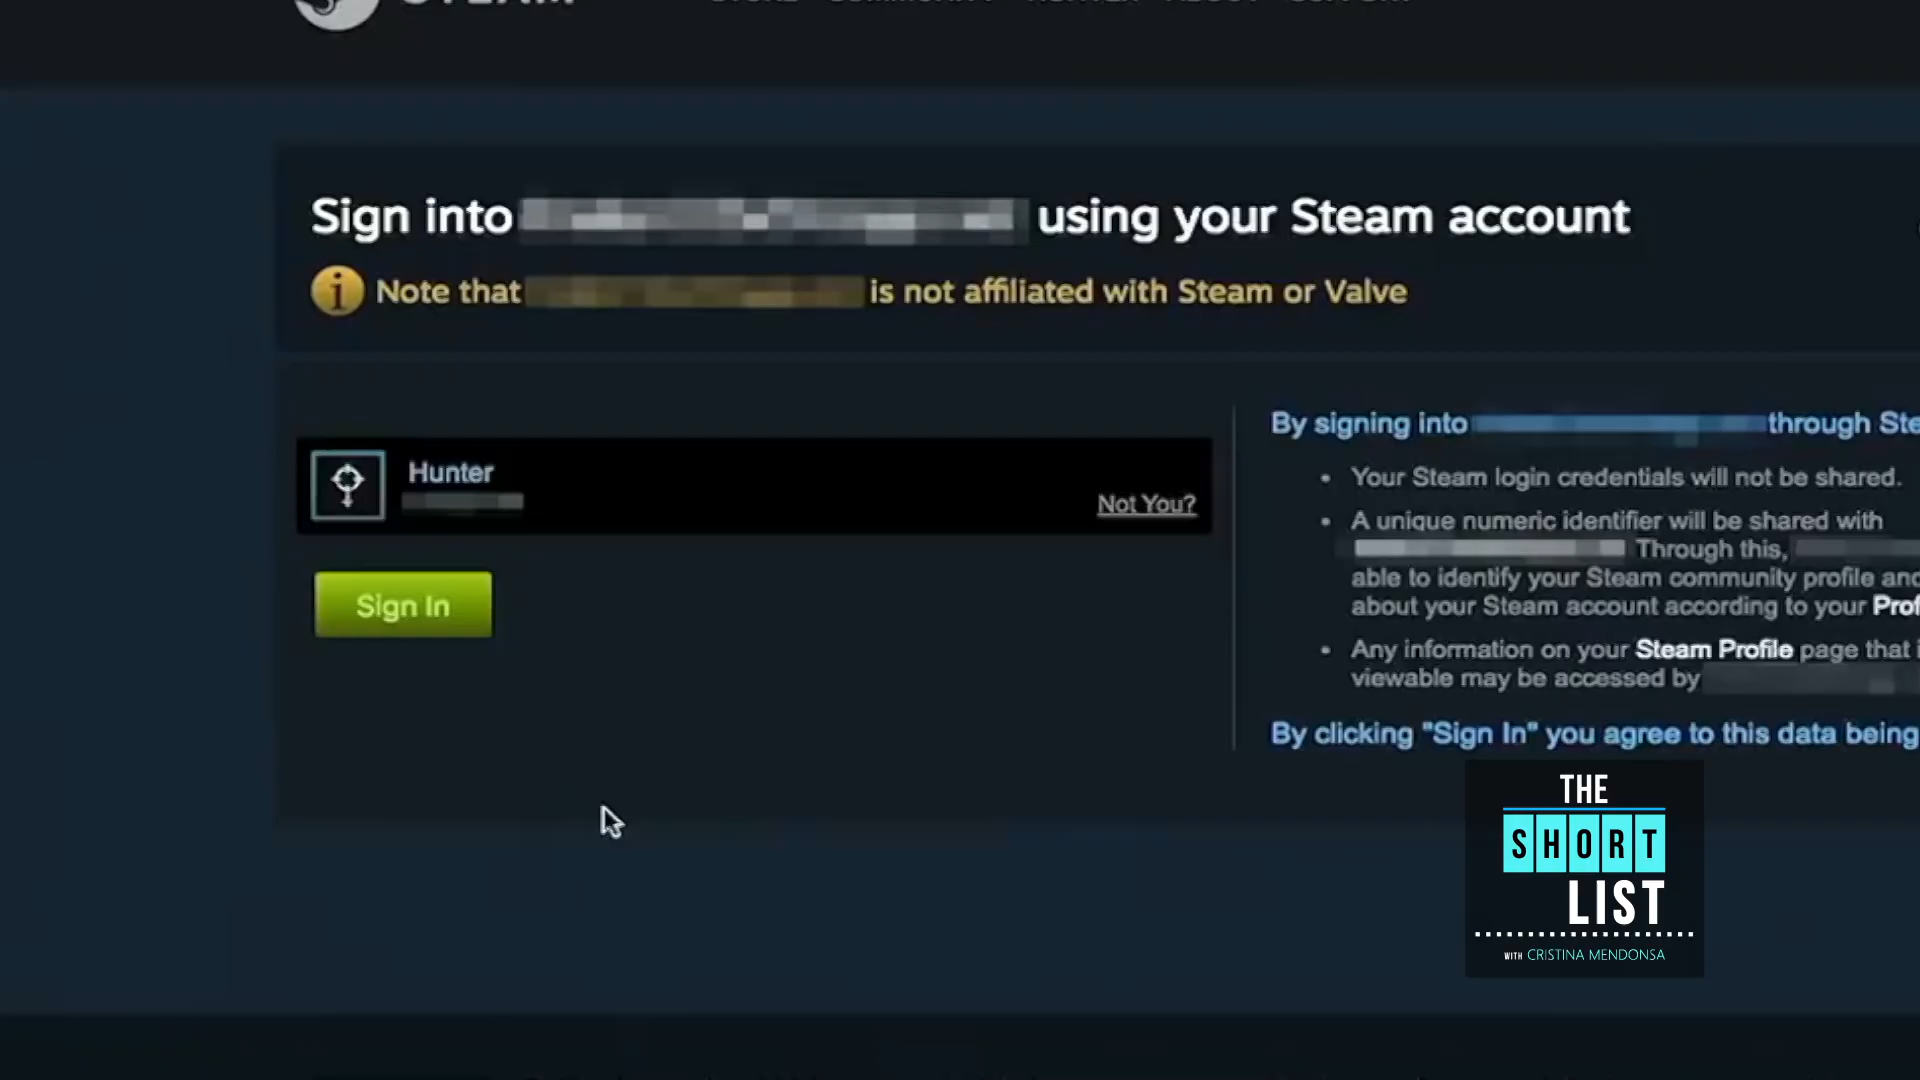 Sign into using your Steam account
Note that is not affiliated with Steam or Valve
Hunter
Not You?
Sign In
By signing into through Ste
Your Steam login credentials will not be shared.
A unique numeric identifier will be shared with
Through this,
able to identify your Steam community profile and
about your Steam account according to your Prof
Any information on your Steam Profile page that i
viewable may be accessed by
By clicking "Sign In" you agree to this data being
THE
SHORT
LIST
WITH CRISTINA MENDONSA